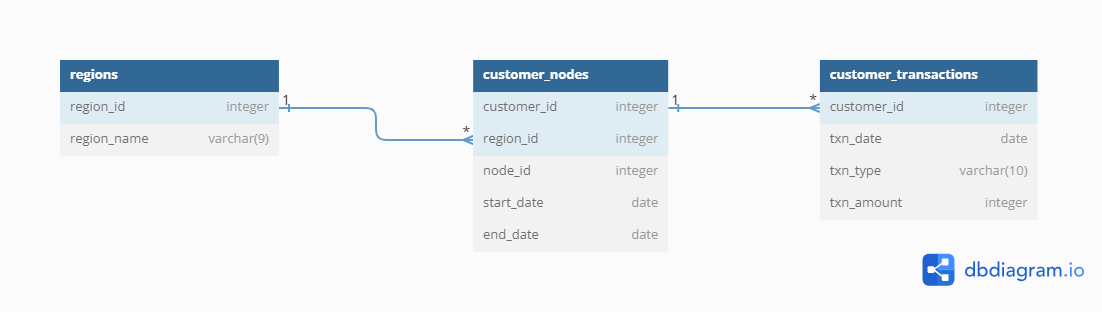 regions
region_id integer
region_name varchar(9)
1
*
customer_nodes
customer_id integer
region_id integer
node_id integer
start_date date
end_date date
1
*
customer_transactions
customer_id integer
txn_date date
txn_type varchar(10)
txn_amount integer
dbdiagram.io